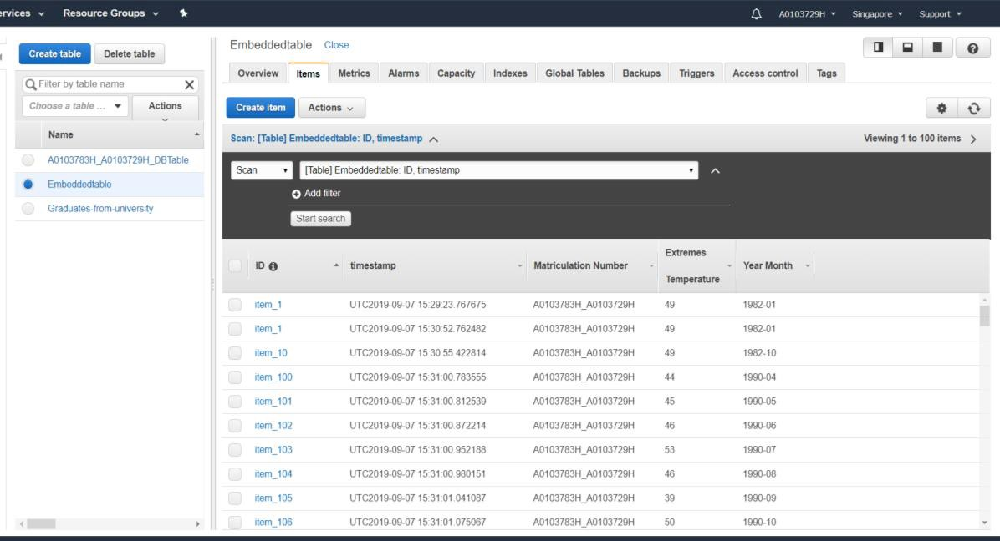 ervices Resource Groups A0103729H Singapore Support
Create table Delete table
Filter by table name
Choose a table ... Actions
Name
A0103783H_A0103729H_DBTable
Embeddedtable
Graduates-from-university
Embeddedtable Close
Overview Items Metrics Alarms Capacity Indexes Global Tables Backups Triggers Access control Tags
Create item Actions
Scan: [Table] Embeddedtable: ID, timestamp Viewing 1 to 100 items
Scan [Table] Embeddedtable: ID, timestamp
Add filter
Start search
ID timestamp Matriculation Number Extremes Temperature Year Month
item_1 UTC2019-09-07 15:29:23.767675 A0103783H_A0103729H 49 1982-01
item_1 UTC2019-09-07 15:30:52.762482 A0103783H_A0103729H 49 1982-01
item_10 UTC2019-09-07 15:30:55.422814 A0103783H_A0103729H 49 1982-10
item_100 UTC2019-09-07 15:31:00.783555 A0103783H_A0103729H 44 1990-04
item_101 UTC2019-09-07 15:31:00.812539 A0103783H_A0103729H 45 1990-05
item_102 UTC2019-09-07 15:31:00.872214 A0103783H_A0103729H 46 1990-06
item_103 UTC2019-09-07 15:31:00.952188 A0103783H_A0103729H 53 1990-07
item_104 UTC2019-09-07 15:31:00.980151 A0103783H_A0103729H 46 1990-08
item_105 UTC2019-09-07 15:31:01.041087 A0103783H_A0103729H 39 1990-09
item_106 UTC2019-09-07 15:31:01.075067 A0103783H_A0103729H 50 1990-10